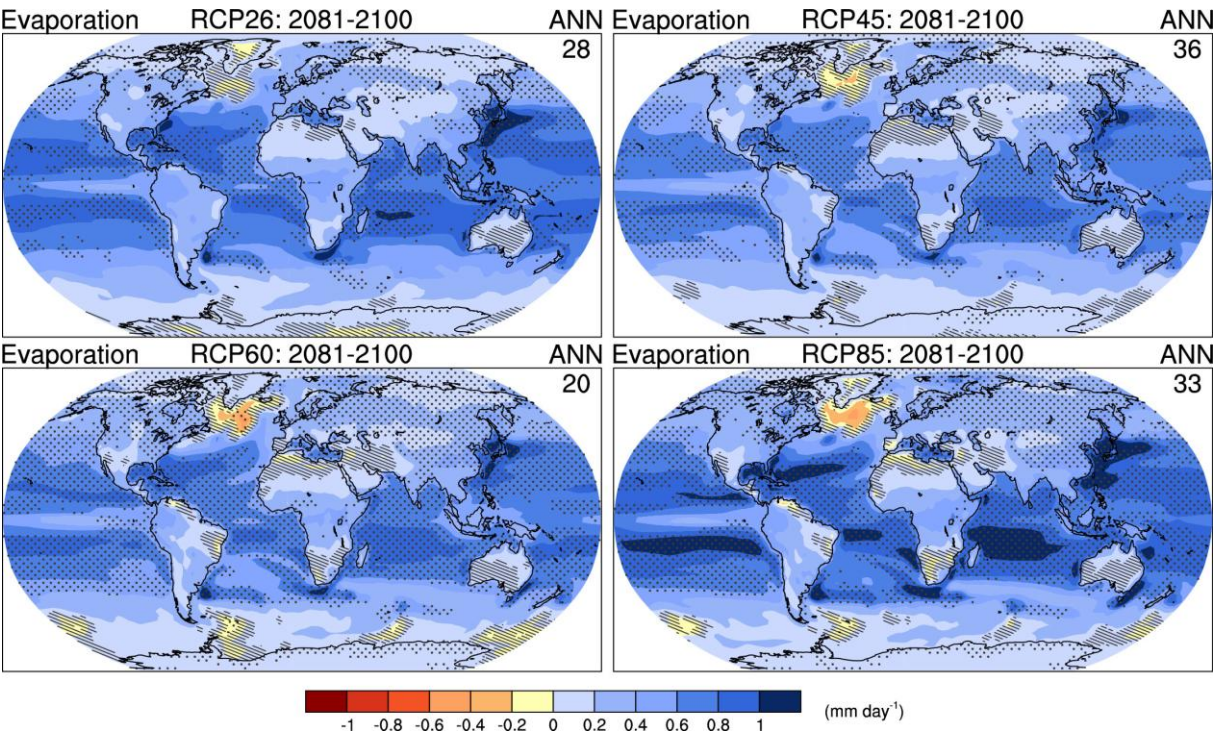 Evaporation RCP26: 2081-2100 ANN
28
Evaporation RCP45: 2081-2100 ANN
36
Evaporation RCP60: 2081-2100 ANN
20
Evaporation RCP85: 2081-2100 ANN
33
-1 -0.8 -0.6 -0.4 -0.2 0 0.2 0.4 0.6 0.8 1 (mm day⁻¹)